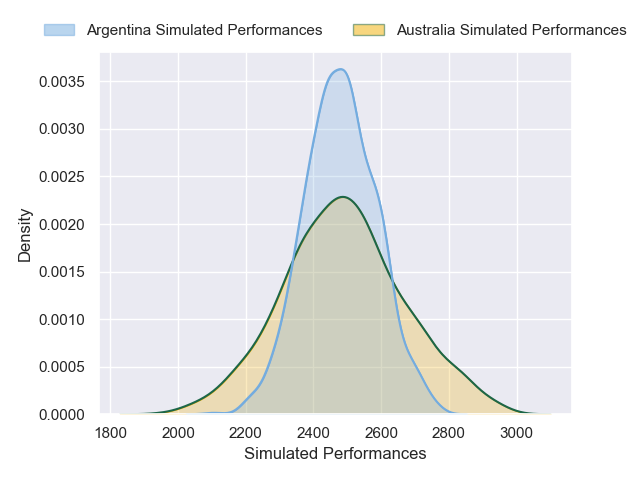 Argentina Simulated Performances
Australia Simulated Performances
0.0035
0.0030
0.0025
0.0020
0.0015
0.0010
0.0005
0.0000
Density
1800 2000 2200 2400 2600 2800 3000
Simulated Performances